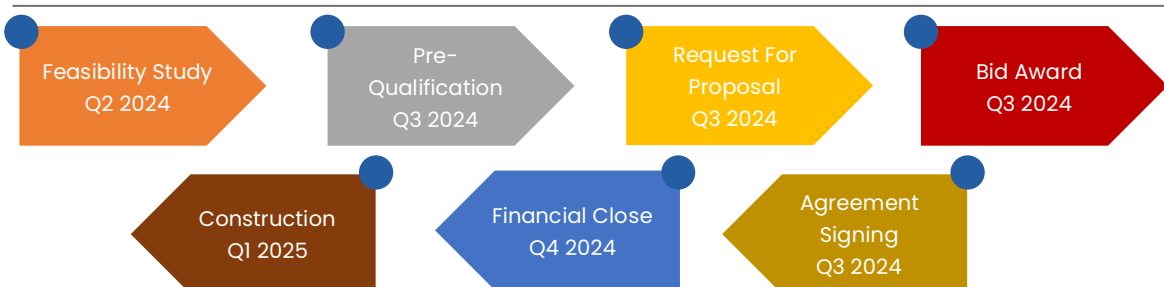 Feasibility Study
Q2 2024
Pre-
Qualification
Q3 2024
Request For
Proposal
Q3 2024
Bid Award
Q3 2024
Agreement
Signing
Q3 2024
Financial Close
Q4 2024
Construction
Q1 2025